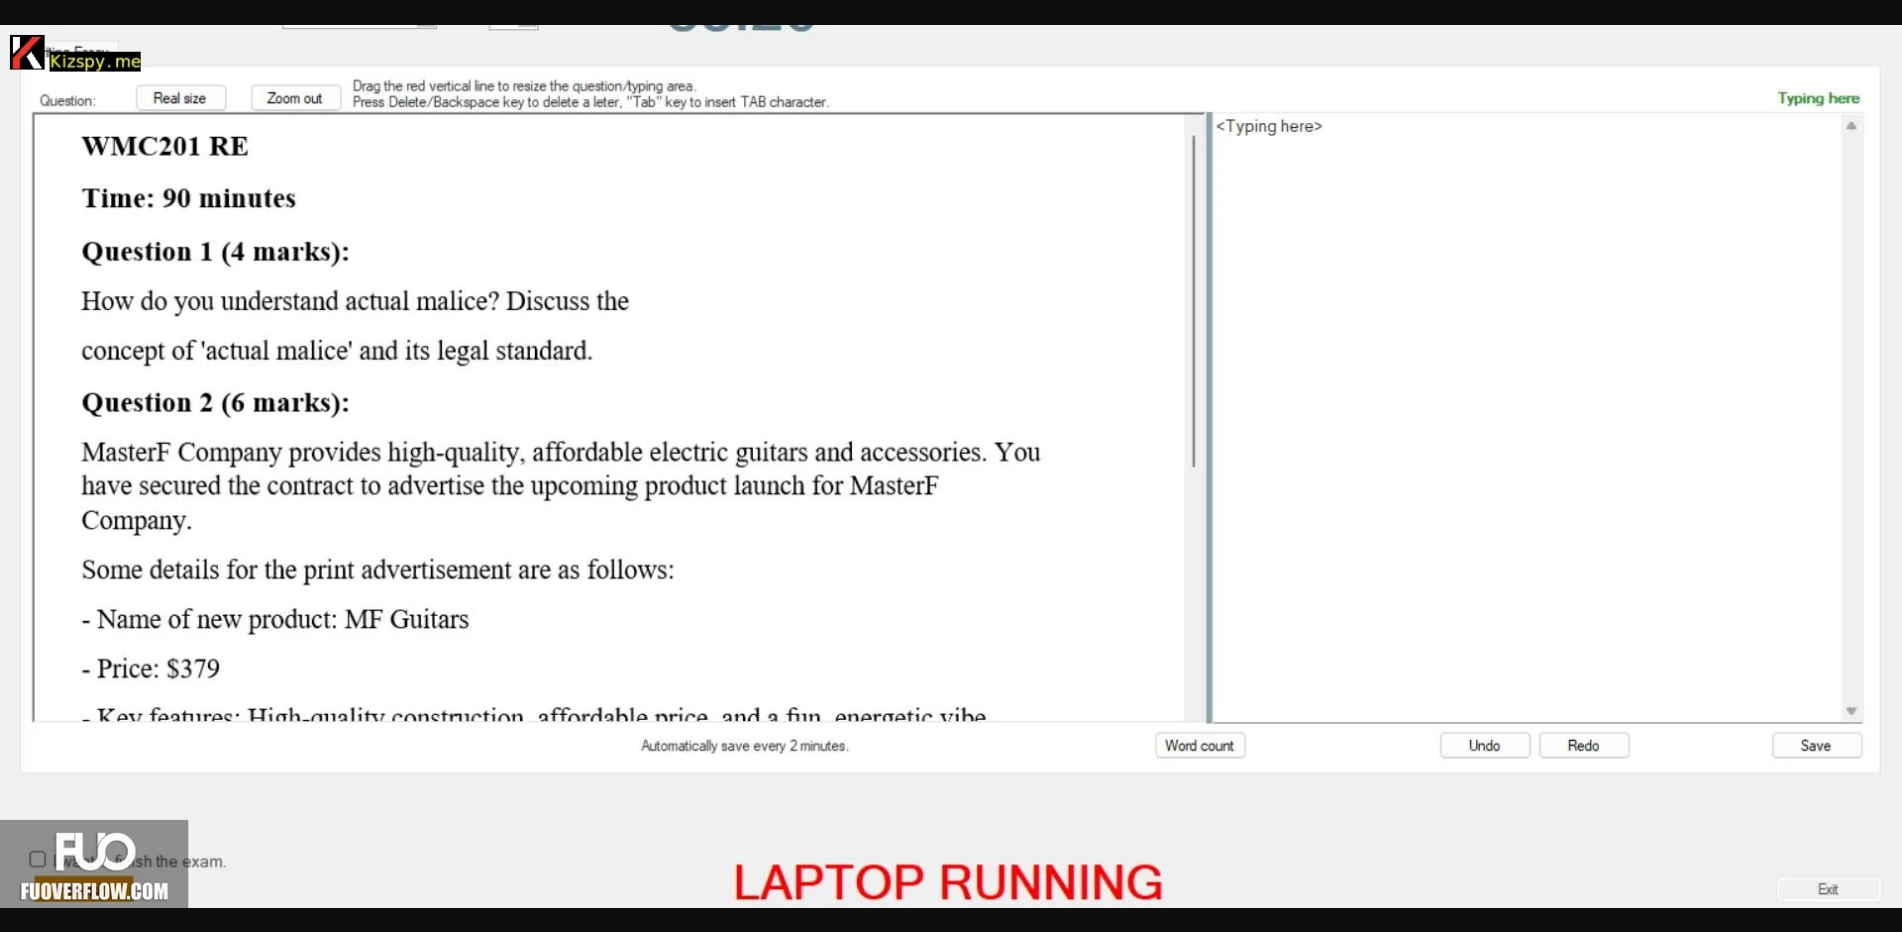 Kizspy.me
Drag the red vertical line to resize the question/typing area.
Question:
Real size
Zoom out
Press Delete/Backspace key to delete a leter, "Tab" key to insert TAB character.
Typing here
WMC201 RE
Time: 90 minutes
Question 1 (4 marks):
How do you understand actual malice? Discuss the
concept of 'actual malice' and its legal standard.
Question 2 (6 marks):
MasterF Company provides high-quality, affordable electric guitars and accessories. You
have secured the contract to advertise the upcoming product launch for MasterF
Company.
Some details for the print advertisement are as follows:
- Name of new product: MF Guitars
- Price: $379
- Key features: High-quality construction, affordable price, and a fun, energetic vibe
<Typing here>
Automatically save every 2 minutes.
Word count
Undo
Redo
Save
FUO
the exam.
FUOVERFLOW.COM
LAPTOP RUNNING
Exit